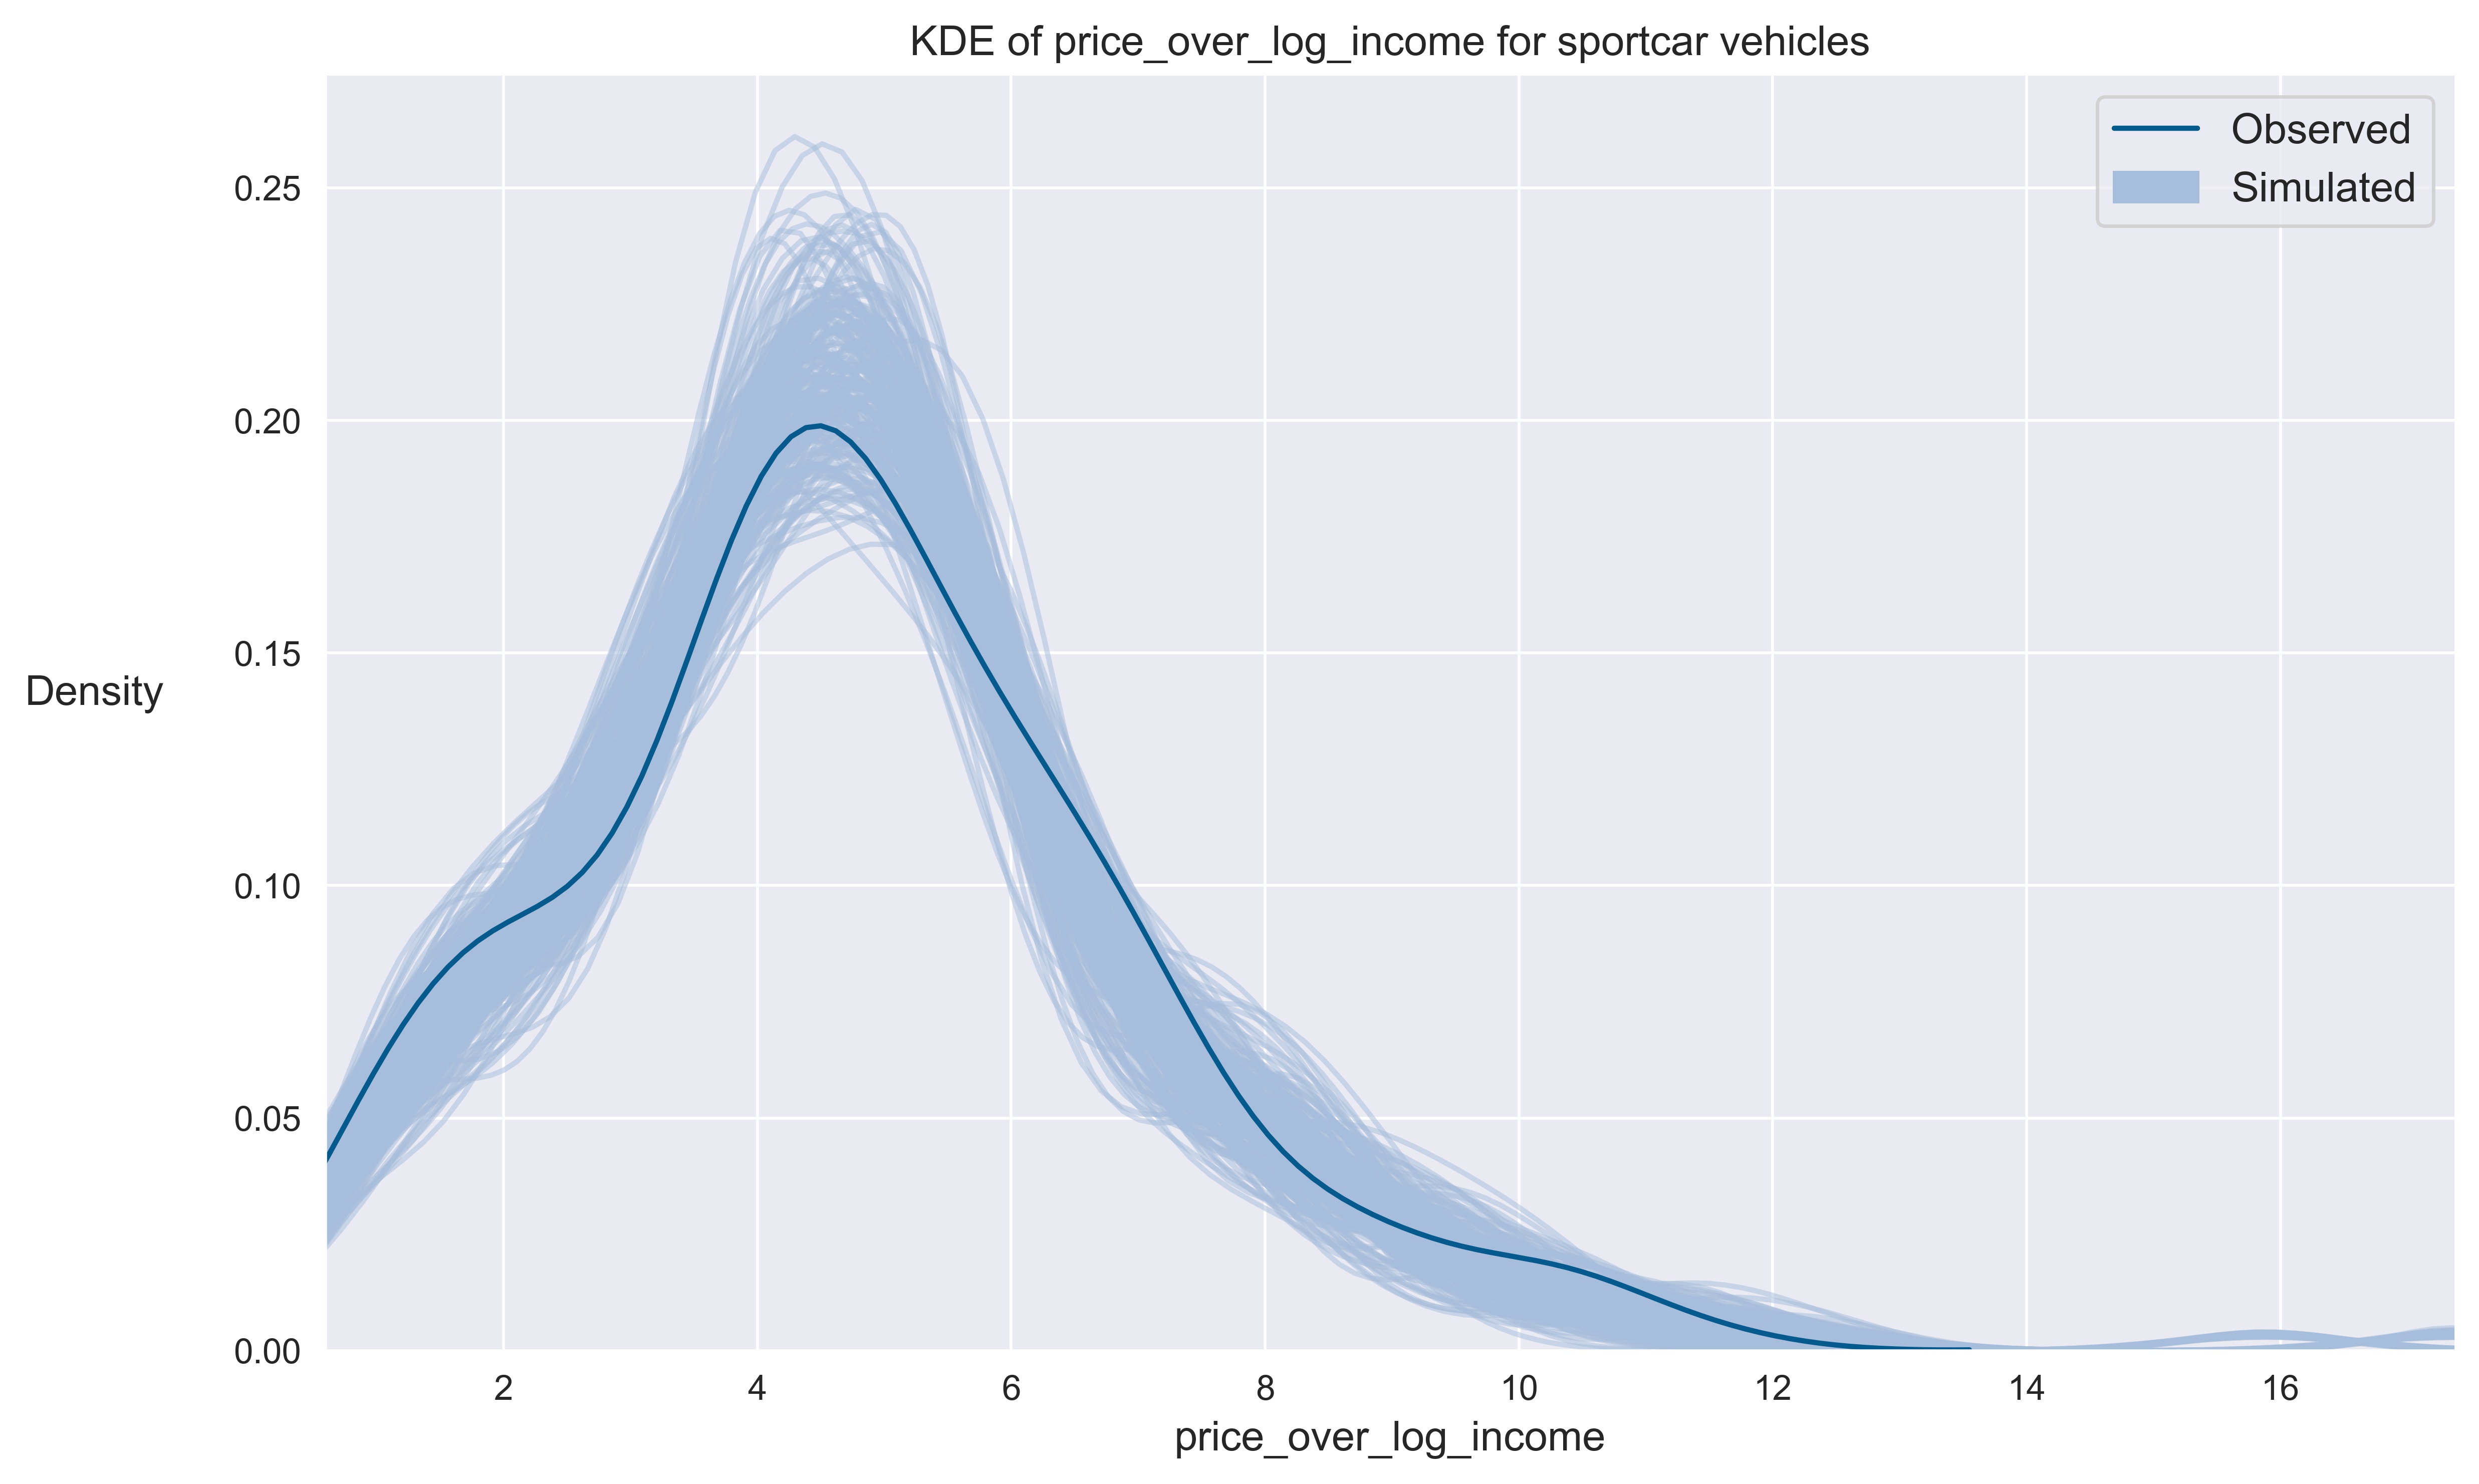 KDE of price_over_log_income for sportcar vehicles
Observed
Simulated
0.25
0.20
0.15
Density
0.10
0.05
0.00
2 4 6 8 10 12 14 16
price_over_log_income